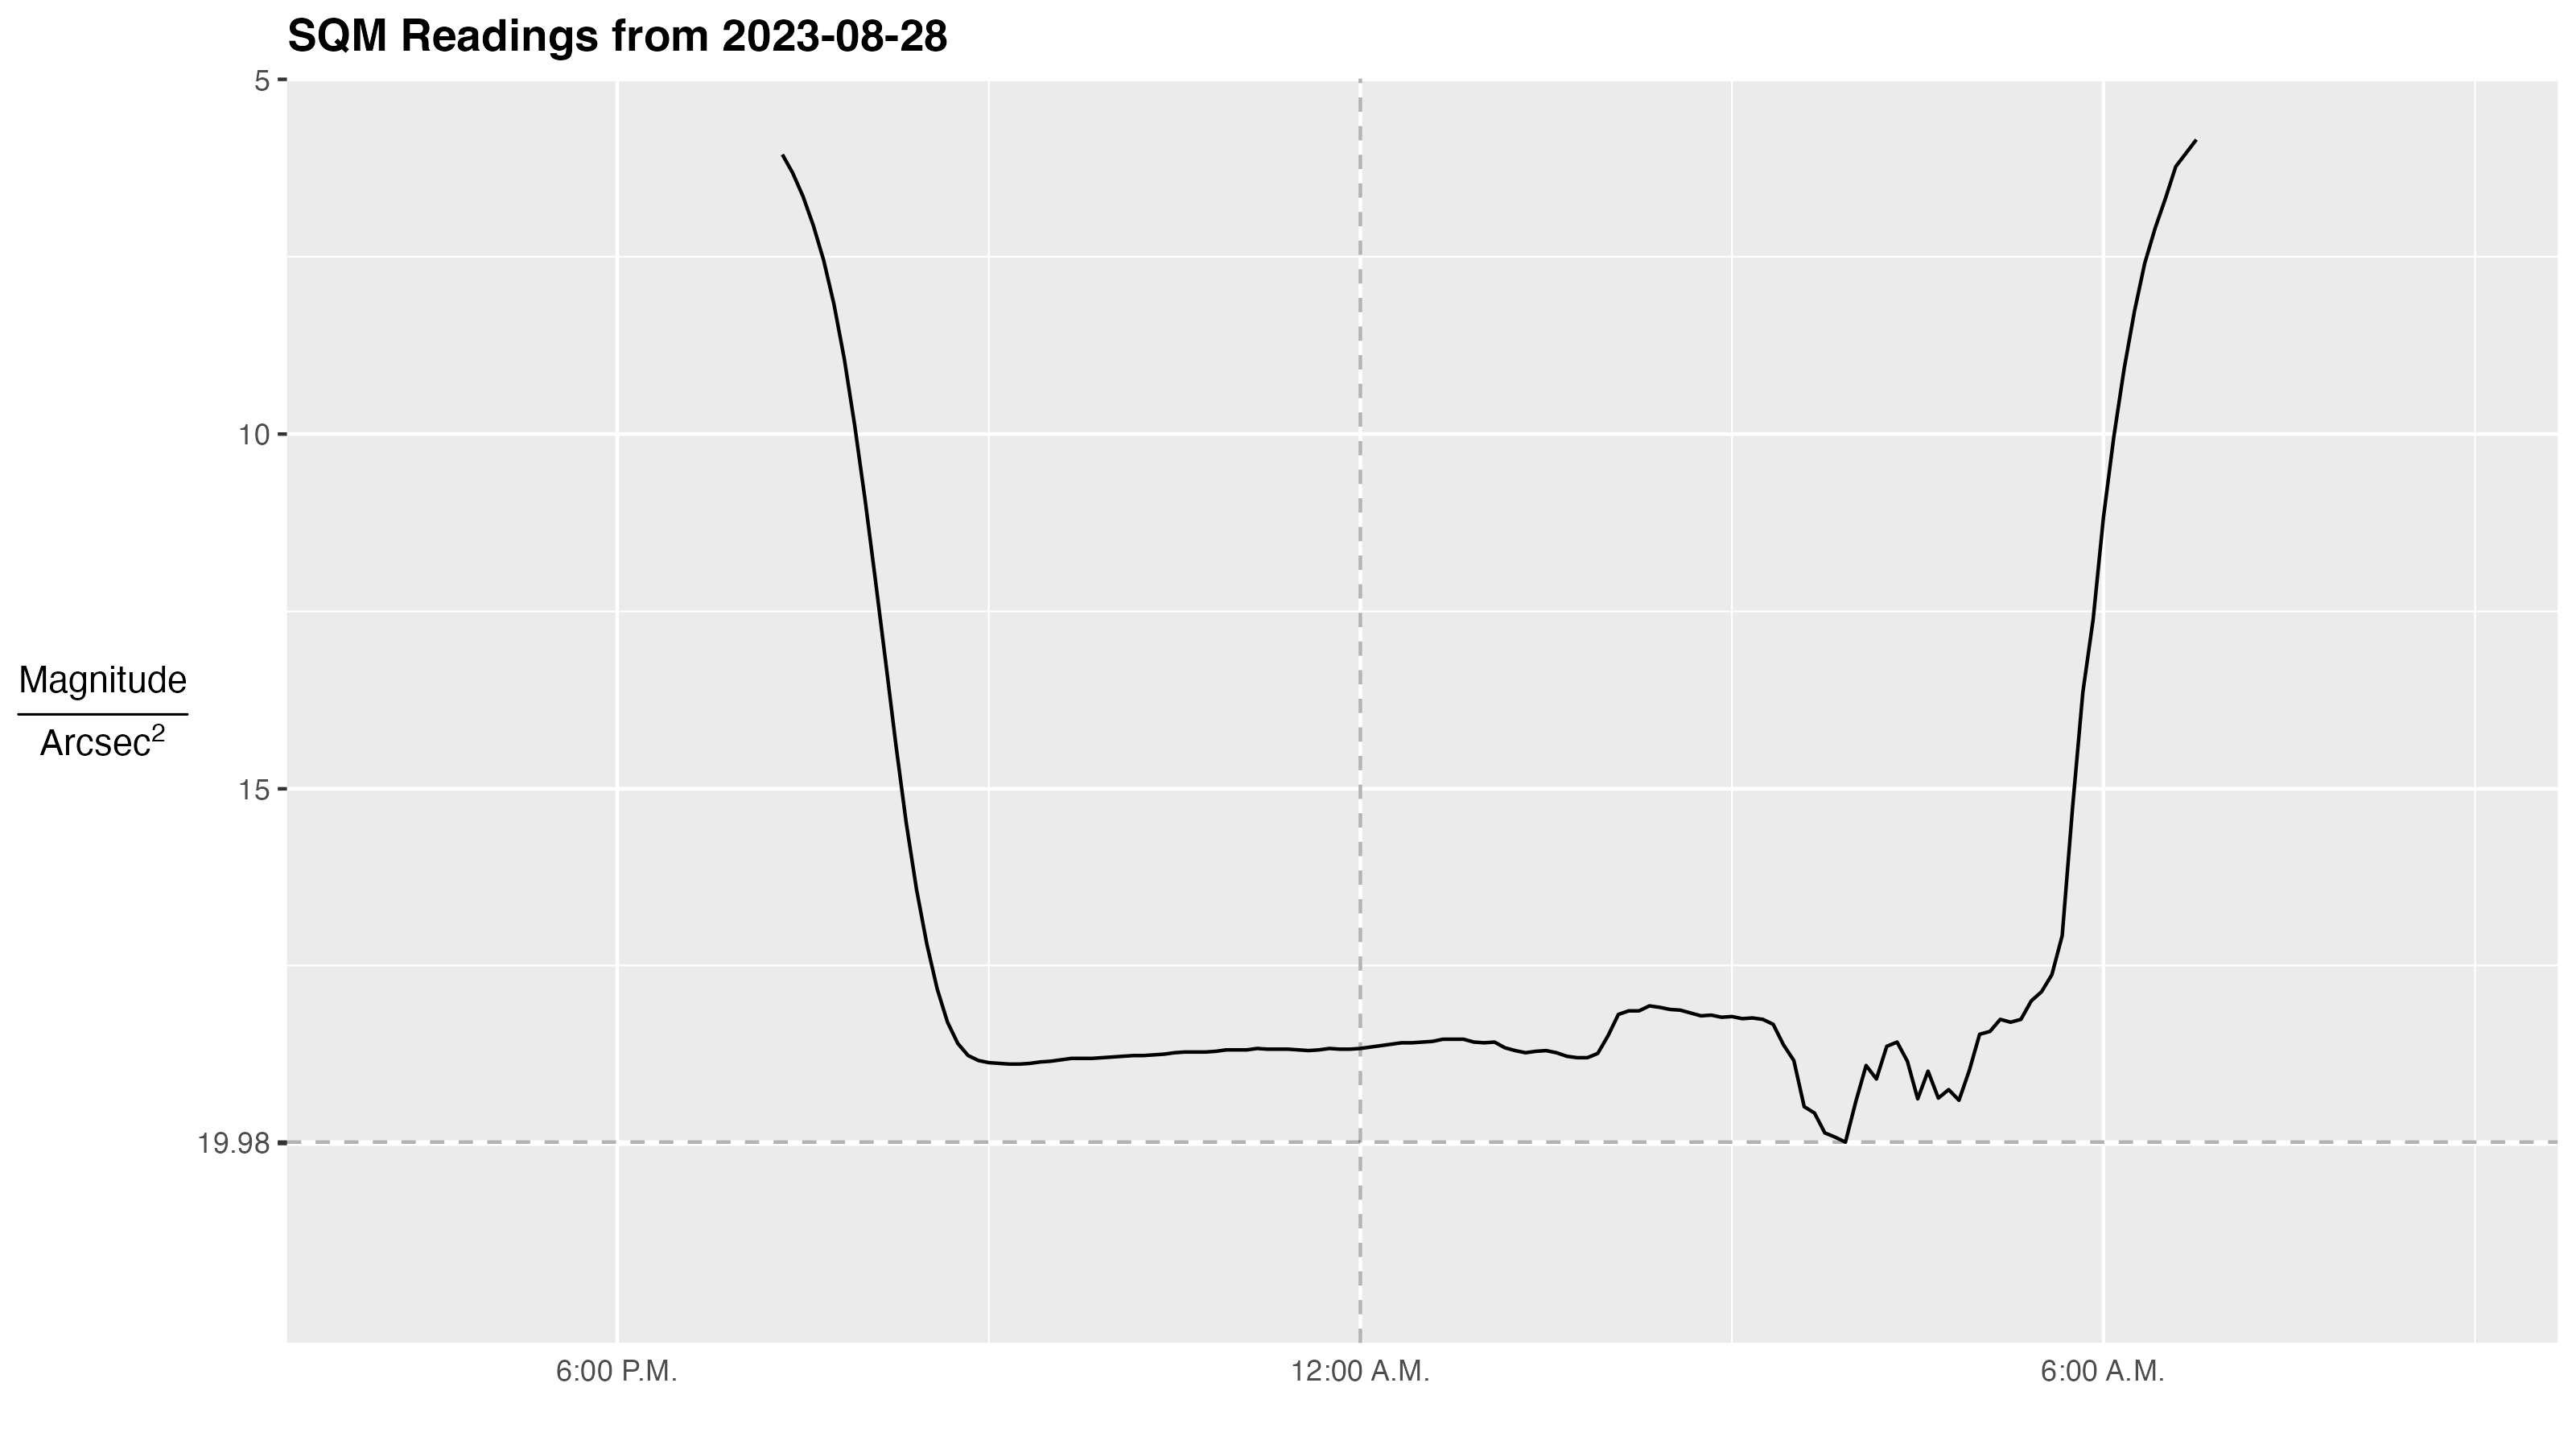 SQM Readings from 2023-08-28
5
10
15
19.98
Magnitude
Arcsec²
6:00 P.M.
12:00 A.M.
6:00 A.M.